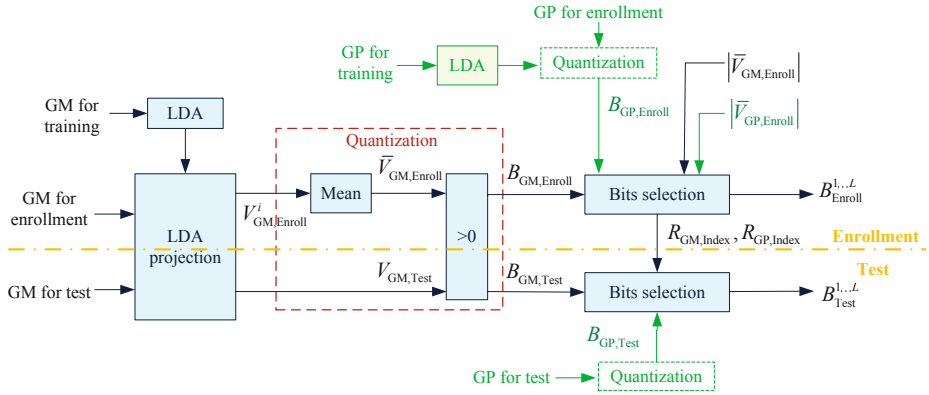 GP for enrollment
GP for
training
LDA
Quantization
|V̅_GM,Enroll|
B_GP,Enroll
|V̅_GP,Enroll|
GM for
training
LDA
Quantization
GM for
enrollment
V^i_GM,Enroll
Mean
V̅_GM,Enroll
>0
B_GM,Enroll
Bits selection
B^1…L_Enroll
LDA
projection
R_GM,Index, R_GP,Index
Enrollment
Test
GM for test
V_GM,Test
B_GM,Test
Bits selection
B^1…L_Test
B_GP,Test
GP for test
Quantization